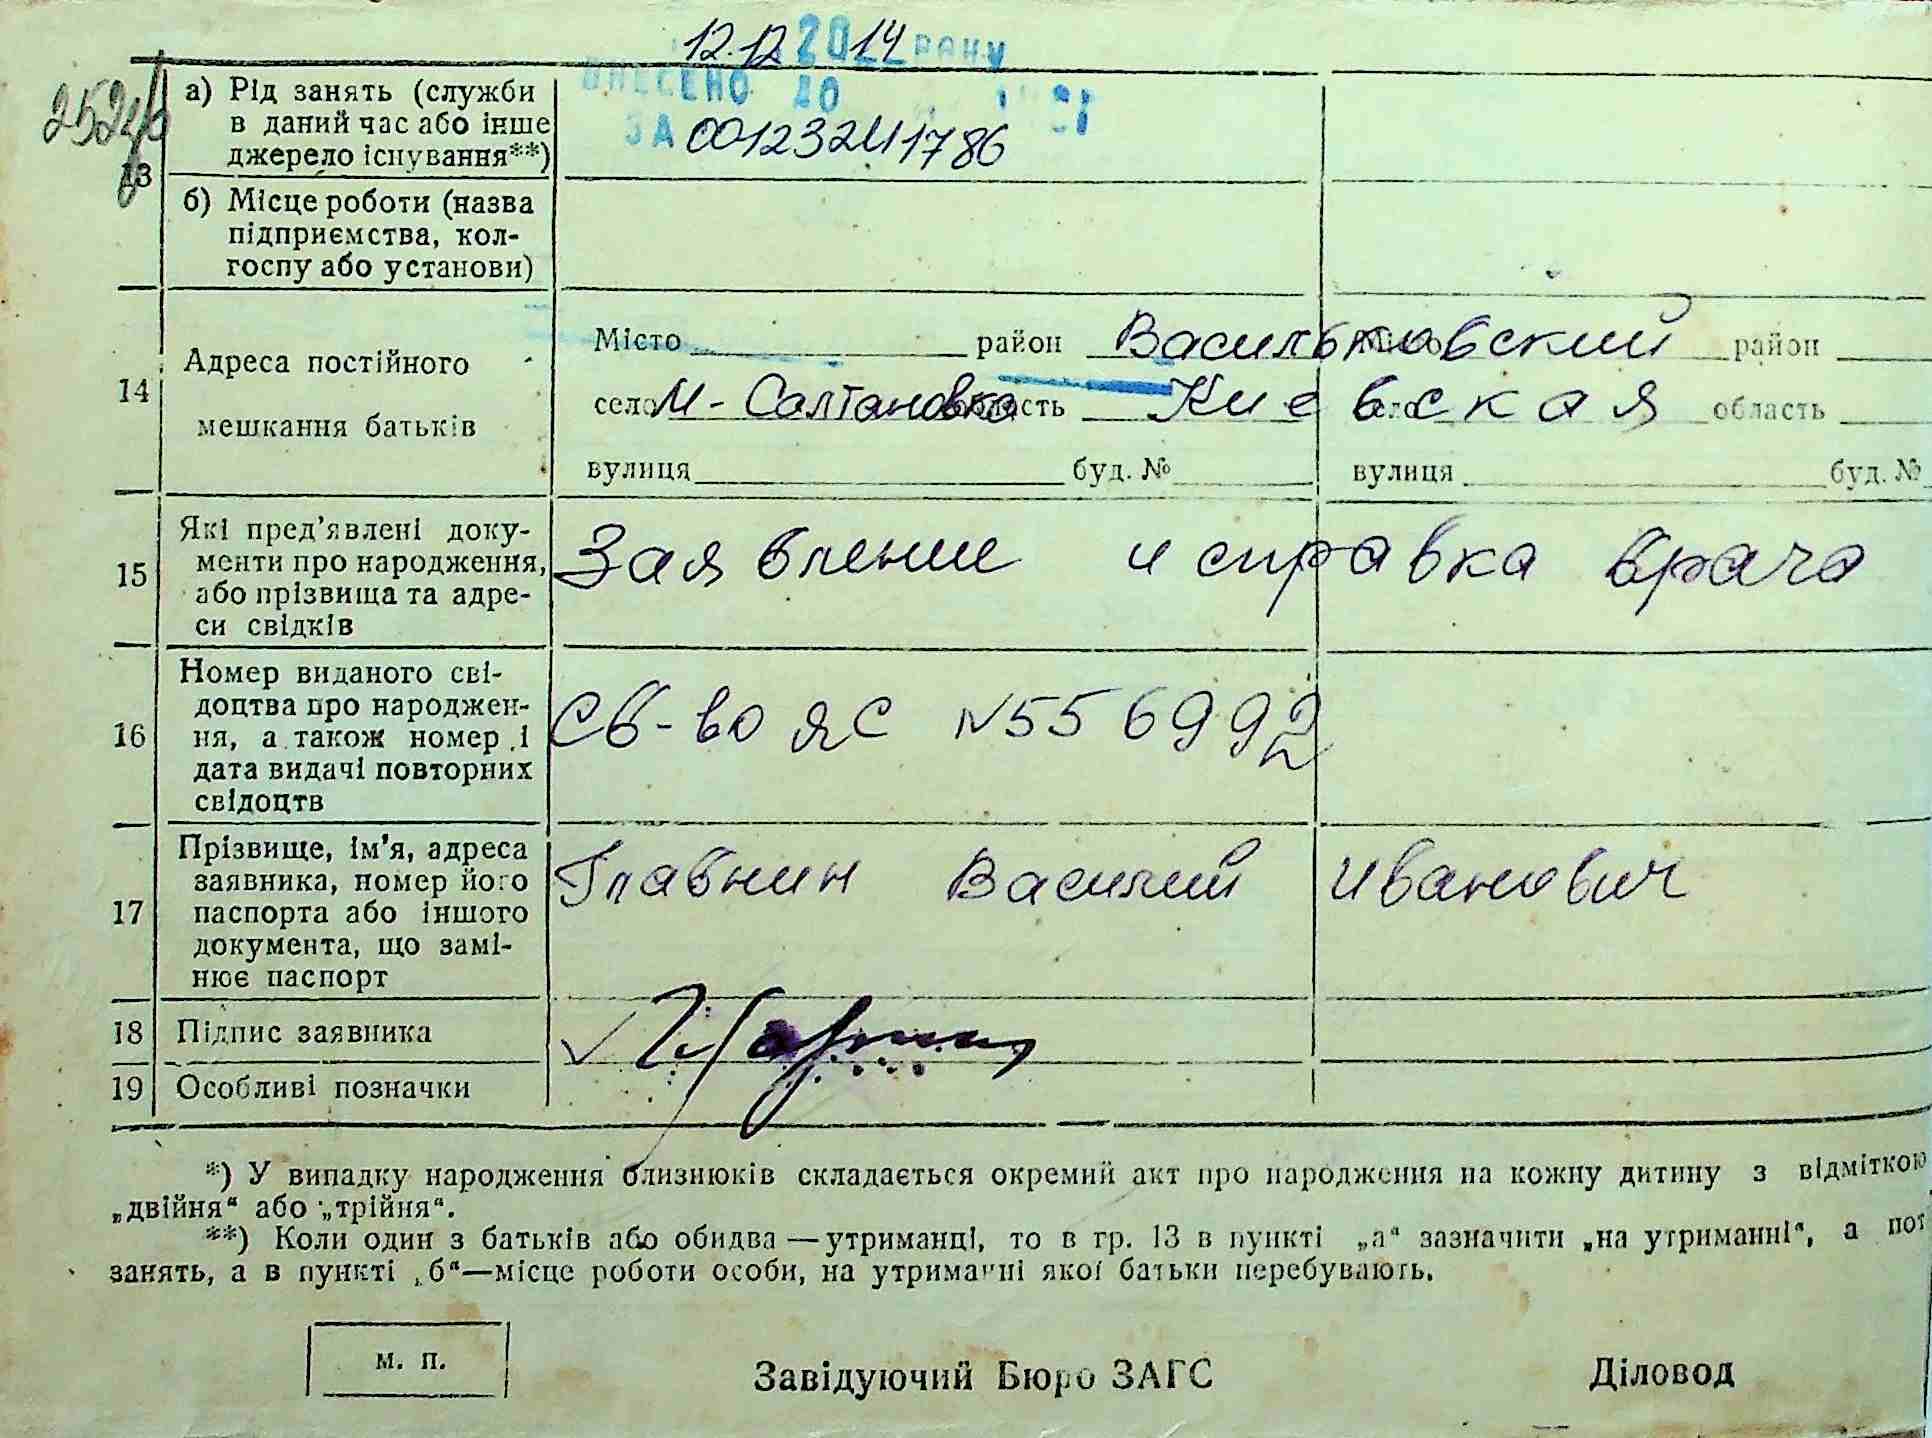 12.12.2014 року
ВНЕСЕНО ДО
ЗА 00123241786
252
13
а) Рід занять (служби
в даний час або інше
джерело існування**)
б) Місце роботи (назва
підприємства, кол-
госпу або установи)
14
Адреса постійного
мешкання батьків
Місто район Васильковский Місто район
село М-Салтановка область Киевская село область
вулиця буд. № вулиця буд. №
15
Які пред'явлені доку-
менти про народження,
або прізвища та адре-
си свідків
Заявление и справка врача
16
Номер виданого сві-
доцтва про народжен-
ня, а також номер і
дата видачі повторних
свідоцтв
Св-во ЯС №556992
17
Прізвище, ім'я, адреса
заявника, номер його
паспорта або іншого
документа, що замі-
нює паспорт
Главнин Василий Иванович
18 Підпис заявника
19 Особливі позначки
*) У випадку народження близнюків складається окремий акт про народження на кожну дитину з відміткою
„двійня“ або „трійня“.
**) Коли один з батьків або обидва—утриманці, то в гр. 13 в пункті „а“ зазначити „на утриманні“, а
занять, а в пункті „б“—місце роботи особи, на утриманні якої батьки перебувають.
м. п.
Завідуючий Бюро ЗАГС Діловод